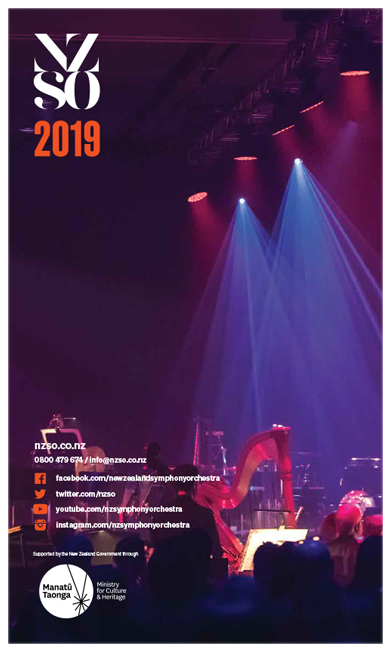 NZ
SO
2019
nzso.co.nz
0800 479 674 / info@nzso.co.nz
facebook.com/newzealandsymphonyorchestra
twitter.com/nzso
youtube.com/nzsymphonyorchestra
instagram.com/nzsymphonyorchestra
Supported by the New Zealand Government through
Manatū
Taonga
Ministry
for Culture
& Heritage